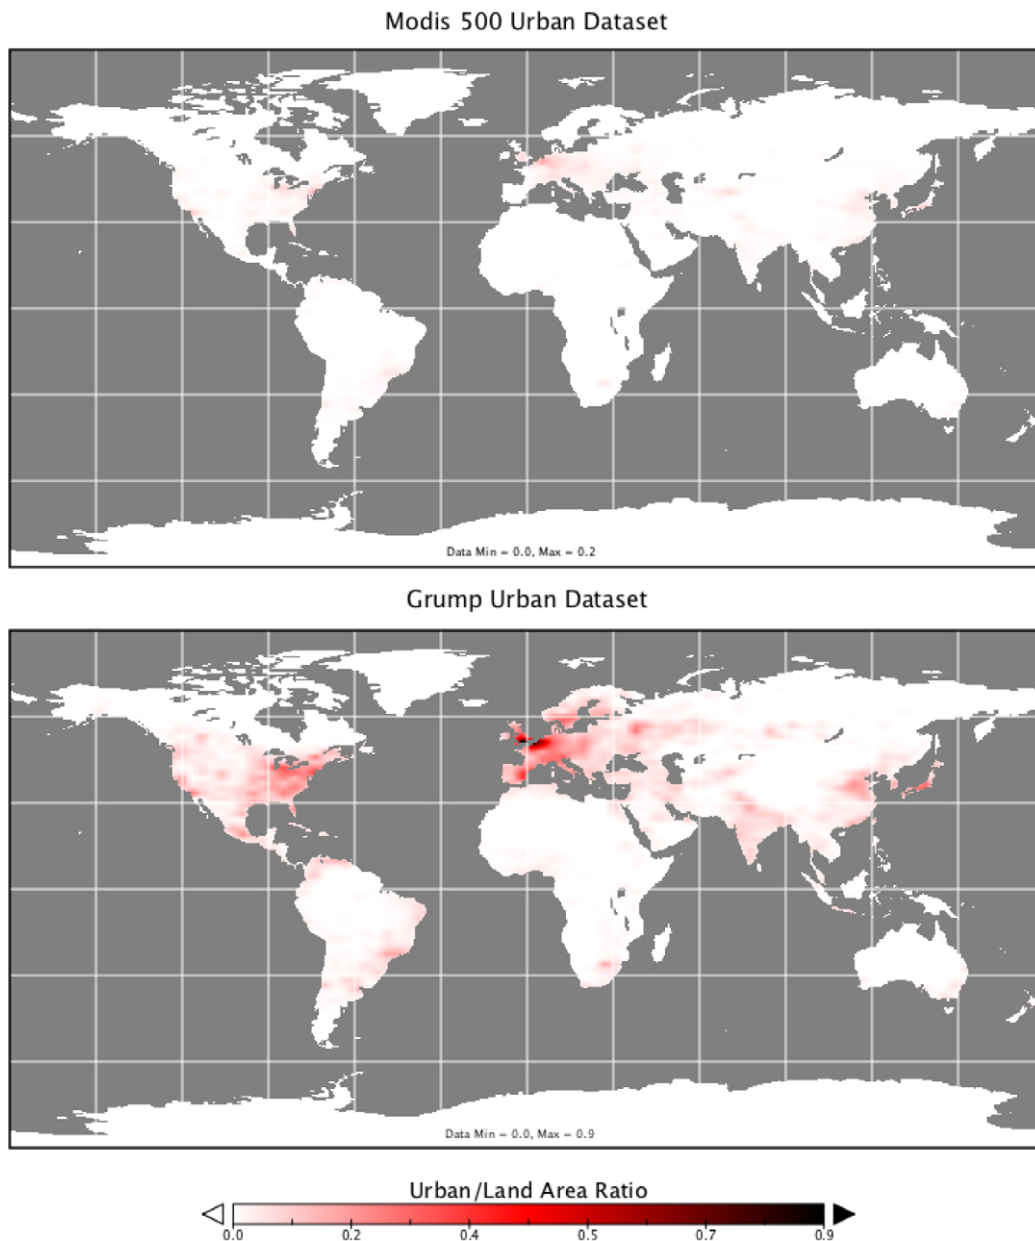 Modis 500 Urban Dataset
Data Min = 0.0, Max = 0.2
Grump Urban Dataset
Data Min = 0.0, Max = 0.9
Urban/Land Area Ratio
0.0 0.2 0.4 0.5 0.7 0.9